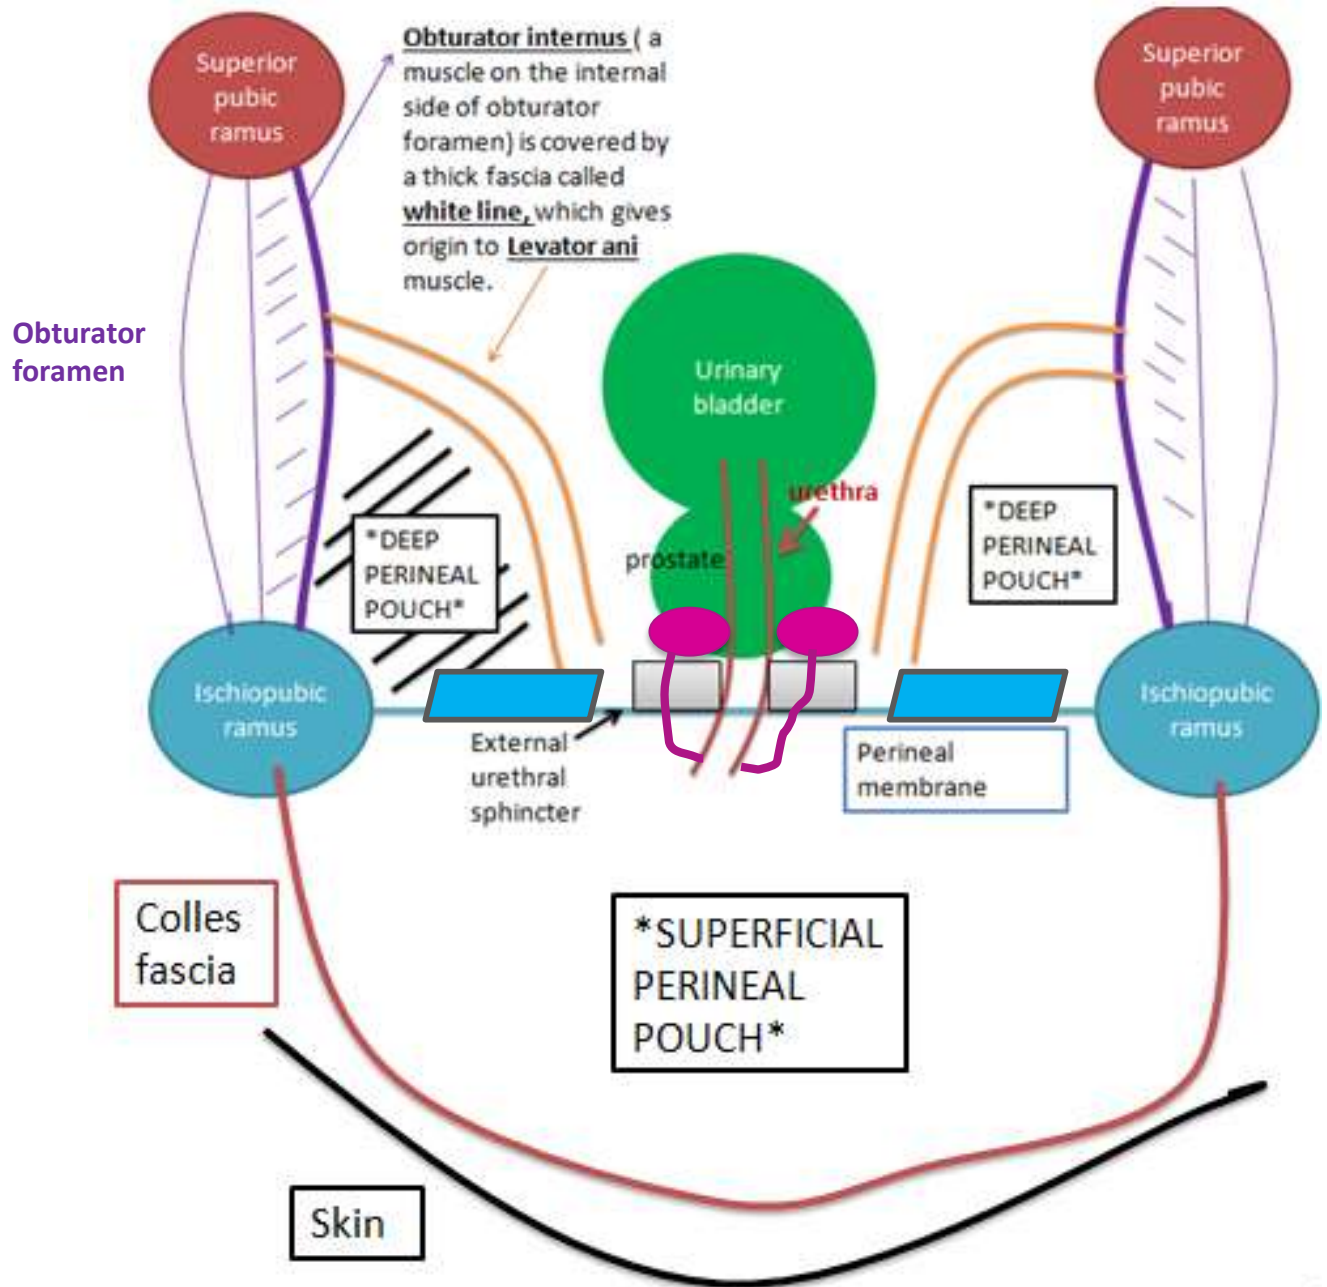 Superior
pubic
ramus
Obturator internus ( a
muscle on the internal
side of obturator
foramen) is covered by
a thick fascia called
white line, which gives
origin to Levator ani
muscle.
Superior
pubic
ramus
Obturator
foramen
Urinary
bladder
urethra
prostate
*DEEP
PERINEAL
POUCH*
*DEEP
PERINEAL
POUCH*
Ischiopubic
ramus
External
urethral
sphincter
Perineal
membrane
Ischiopubic
ramus
Colles
fascia
*SUPERFICIAL
PERINEAL
POUCH*
Skin